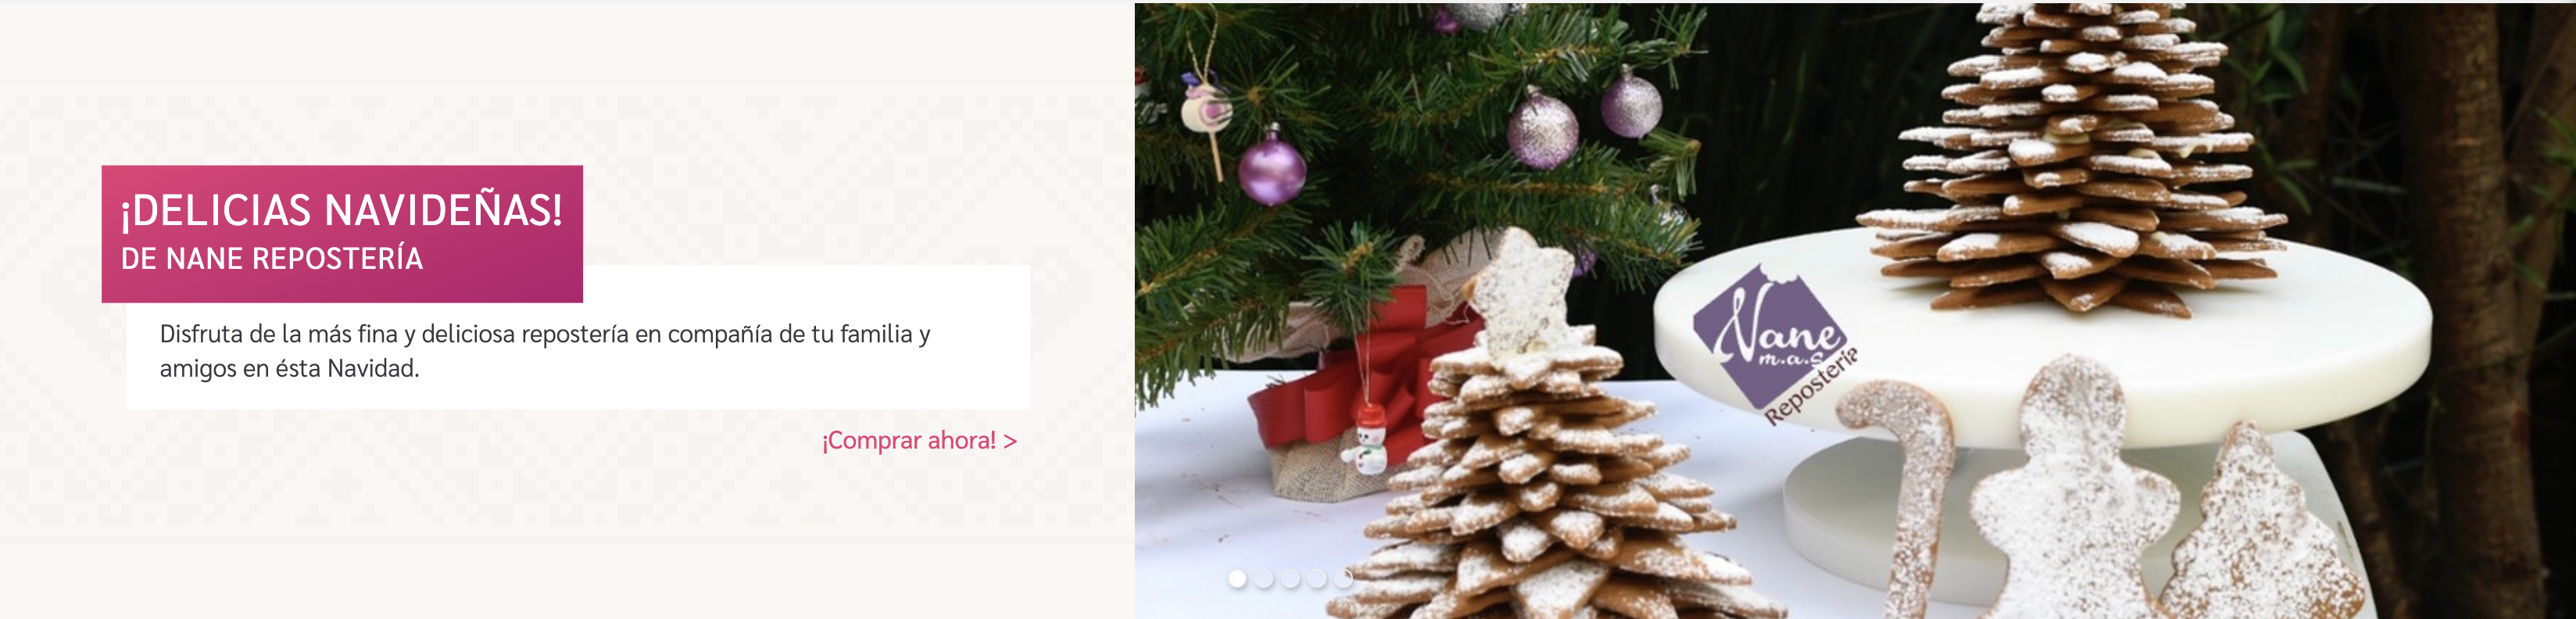 ¡DELICIAS NAVIDEÑAS!
DE NANE REPOSTERÍA
Disfruta de la más fina y deliciosa repostería en compañía de tu familia y
amigos en ésta Navidad.
¡Comprar ahora! >
Nane
m.a.s
Repostería